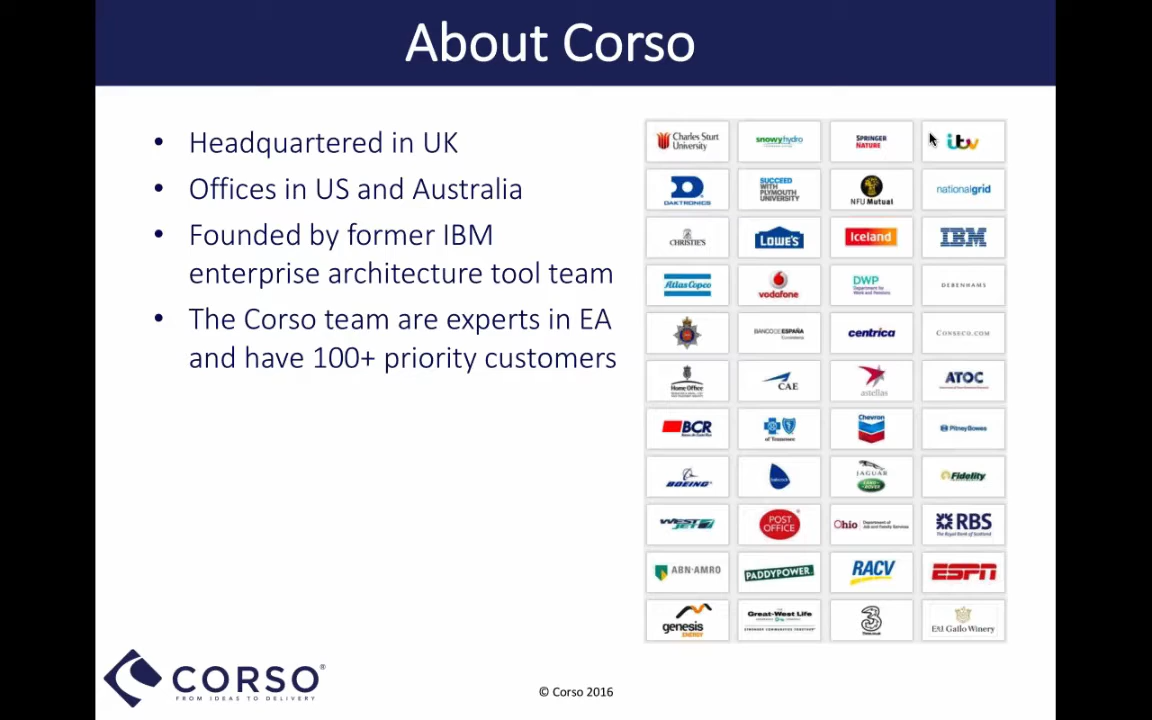 About Corso
• Headquartered in UK
• Offices in US and Australia
• Founded by former IBM
enterprise architecture tool team
• The Corso team are experts in EA
and have 100+ priority customers
Charles Sturt
University
snowyhydro
SPRINGER
NATURE
itv
DAKTRONICS
SUCCEED
WITH
PLYMOUTH
UNIVERSITY
NFU Mutual
nationalgrid
CHRISTIE'S
LOWE'S
Iceland
IBM
Atlas Copco
vodafone
DWP
Department for
Work and Pensions
DEBENHAMS
BANCO DE ESPAÑA
centrica
CONSECO.COM
Home Office
CAE
astellas
ATOC
BCR
of Tennessee
Chevron
PitneyBowes
BOEING
JAGUAR
LAND-
ROVER
Fidelity
WESTJET
POST
OFFICE
Ohio Department of
Job and Family Services
RBS
The Royal Bank of Scotland
ABN·AMRO
PADDYPOWER
RACV
ESPN
genesis
ENERGY
Great-West Life
3
E&J Gallo Winery
CORSO®
FROM IDEAS TO DELIVERY
© Corso 2016